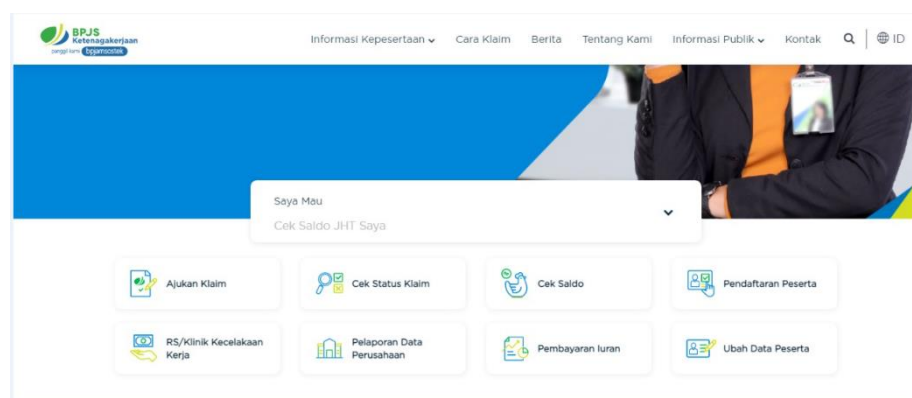 BPJS
Ketenagakerjaan
panggil kami bpjamsostek
Informasi Kepesertaan
Cara Klaim
Berita
Tentang Kami
Informasi Publik
Kontak
ID
Saya Mau
Cek Saldo JHT Saya
Ajukan Klaim
Cek Status Klaim
Cek Saldo
Pendaftaran Peserta
RS/Klinik Kecelakaan
Kerja
Pelaporan Data
Perusahaan
Pembayaran Iuran
Ubah Data Peserta